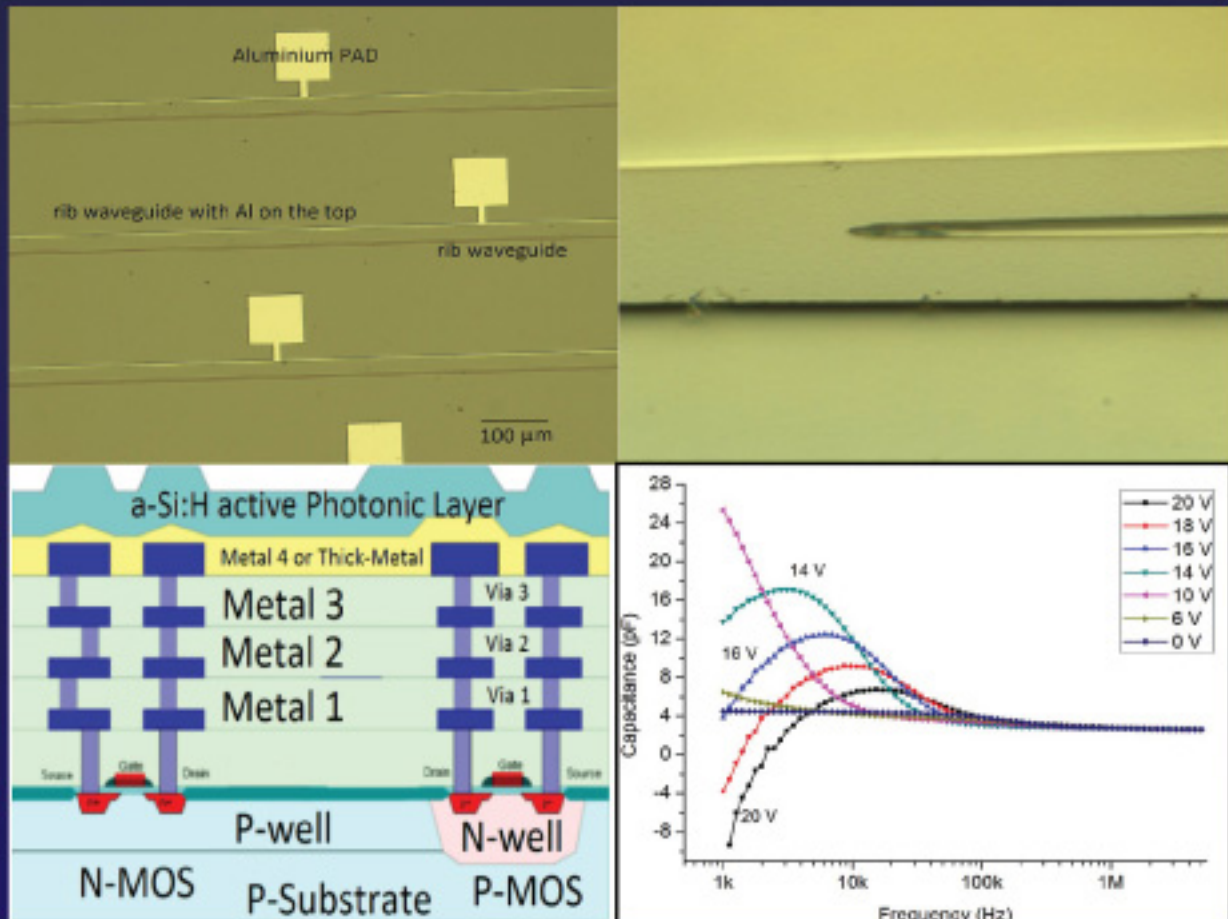 Aluminium PAD
rib waveguide with Al on the top
rib waveguide
100 µm
a-Si:H active Photonic Layer
Metal 4 or Thick-Metal
Metal 3
Via 3
Metal 2
Via 2
Metal 1
Via 1
Source
Gate
Drain
Drain
Gate
Source
P-well
N-well
N-MOS
P-Substrate
P-MOS
28
24
20
16
12
8
4
0
-4
-8
Capacitance (pF)
14 V
16 V
20 V
20 V
18 V
16 V
14 V
10 V
6 V
0 V
1k
10k
100k
1M
Frequency (Hz)